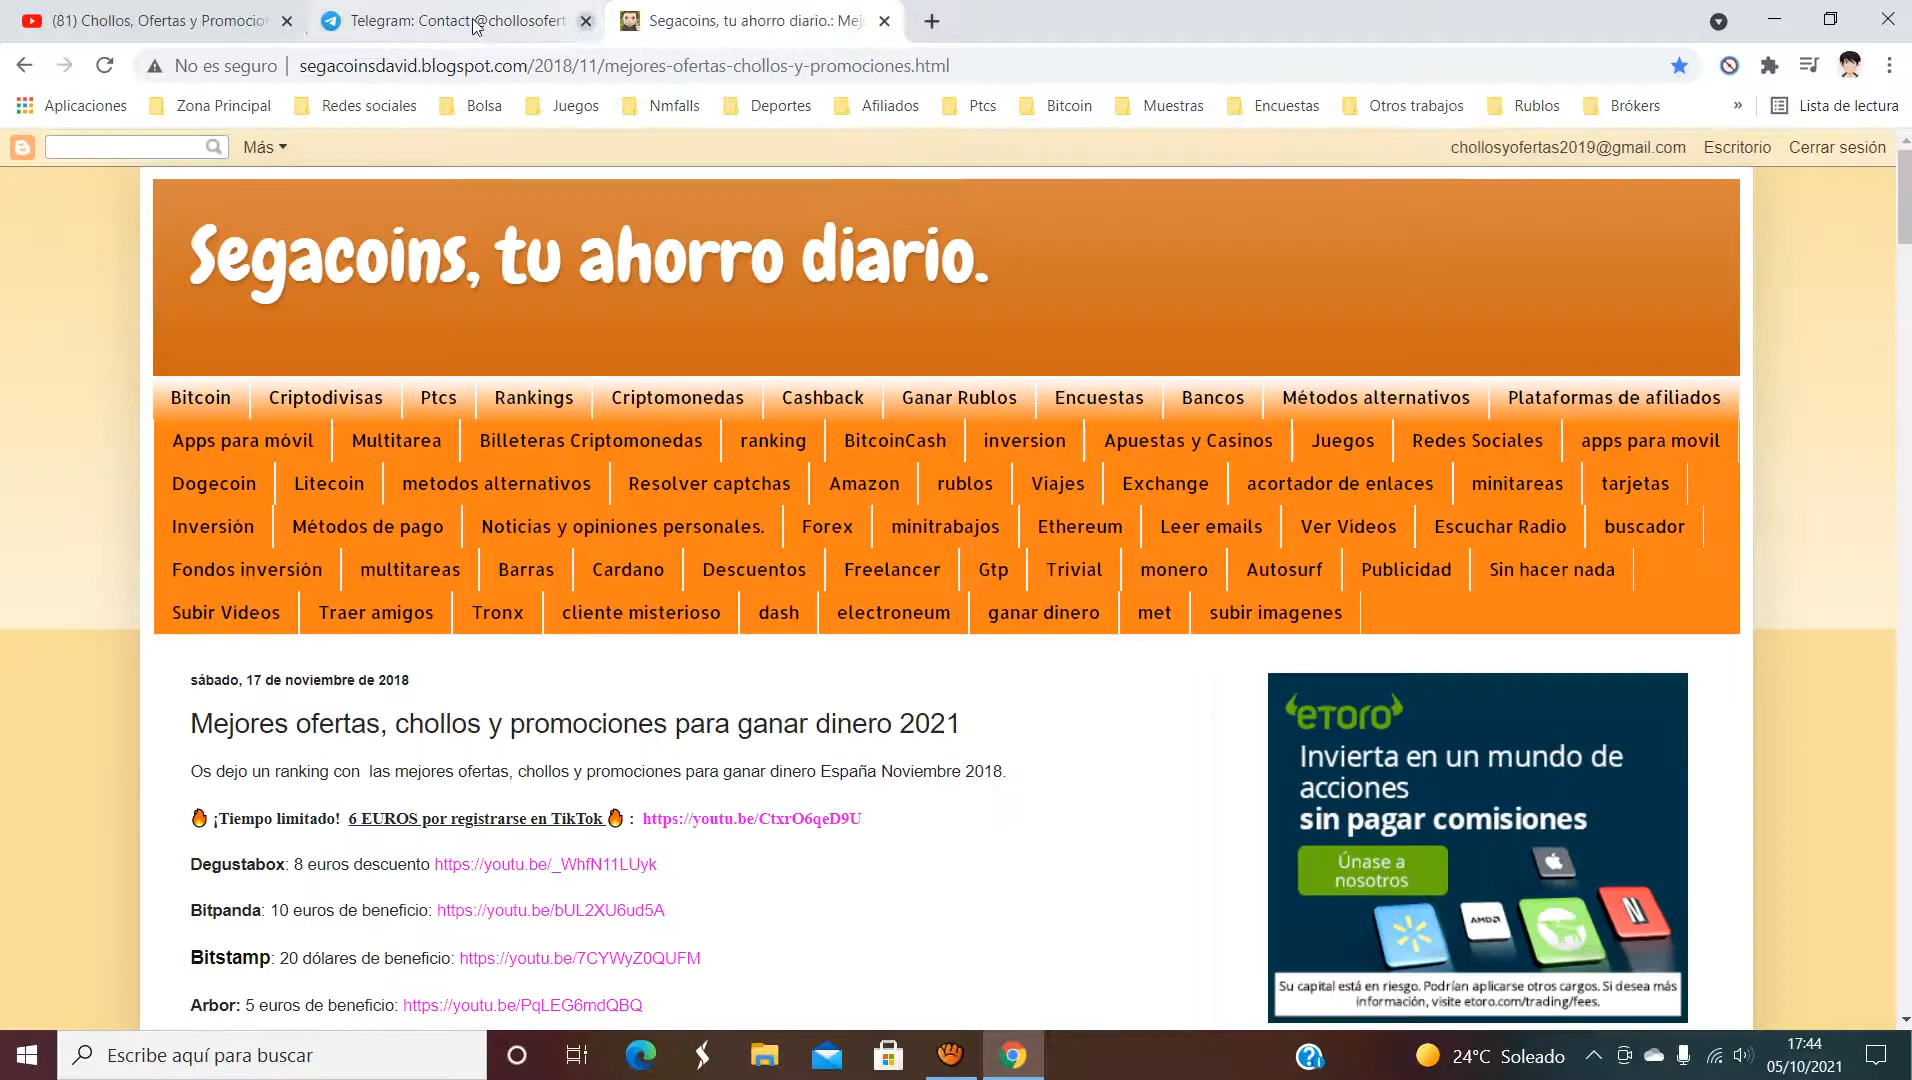 (81) Chollos, Ofertas y Promocio
Telegram: Contact @chollosofert
Segacoins, tu ahorro diario.: Mej
No es seguro | segacoinsdavid.blogspot.com/2018/11/mejores-ofertas-chollos-y-promociones.html
Aplicaciones Zona Principal Redes sociales Bolsa Juegos Nmfalls Deportes Afiliados Ptcs Bitcoin Muestras Encuestas Otros trabajos Rublos Brókers » Lista de lectura
Más chollosyofertas2019@gmail.com Escritorio Cerrar sesión
Segacoins, tu ahorro diario.
Bitcoin Criptodivisas Ptcs Rankings Criptomonedas Cashback Ganar Rublos Encuestas Bancos Métodos alternativos Plataformas de afiliados
Apps para móvil Multitarea Billeteras Criptomonedas ranking BitcoinCash inversion Apuestas y Casinos Juegos Redes Sociales apps para movil
Dogecoin Litecoin metodos alternativos Resolver captchas Amazon rublos Viajes Exchange acortador de enlaces minitareas tarjetas
Inversión Métodos de pago Noticias y opiniones personales. Forex minitrabajos Ethereum Leer emails Ver Vídeos Escuchar Radio buscador
Fondos inversión multitareas Barras Cardano Descuentos Freelancer Gtp Trivial monero Autosurf Publicidad Sin hacer nada
Subir Vídeos Traer amigos Tronx cliente misterioso dash electroneum ganar dinero met subir imagenes
sábado, 17 de noviembre de 2018
Mejores ofertas, chollos y promociones para ganar dinero 2021
Os dejo un ranking con las mejores ofertas, chollos y promociones para ganar dinero España Noviembre 2018.
🔥 ¡Tiempo limitado! 6 EUROS por registrarse en TikTok 🔥 : https://youtu.be/CtxrO6qeD9U
Degustabox: 8 euros descuento https://youtu.be/_WhfN11LUyk
Bitpanda: 10 euros de beneficio: https://youtu.be/bUL2XU6ud5A
Bitstamp: 20 dólares de beneficio: https://youtu.be/7CYWyZ0QUFM
Arbor: 5 euros de beneficio: https://youtu.be/PqLEG6mdQBQ
eToro
Invierta en un mundo de
acciones
sin pagar comisiones
Únase a
nosotros
AMD
N
Su capital está en riesgo. Podrían aplicarse otros cargos. Si desea más
información, visite etoro.com/trading/fees.
Escribe aquí para buscar
24°C Soleado
17:44
05/10/2021